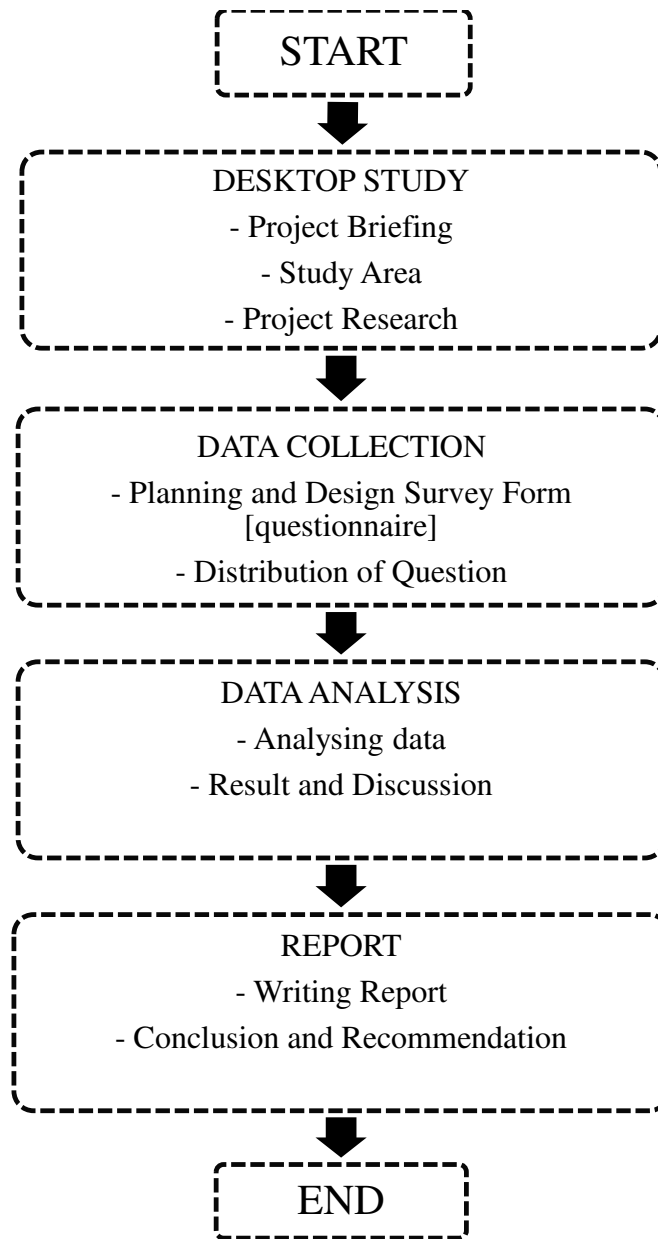 START
DESKTOP STUDY
- Project Briefing
- Study Area
- Project Research
DATA COLLECTION
- Planning and Design Survey Form
[questionnaire]
- Distribution of Question
DATA ANALYSIS
- Analysing data
- Result and Discussion
REPORT
- Writing Report
- Conclusion and Recommendation
END